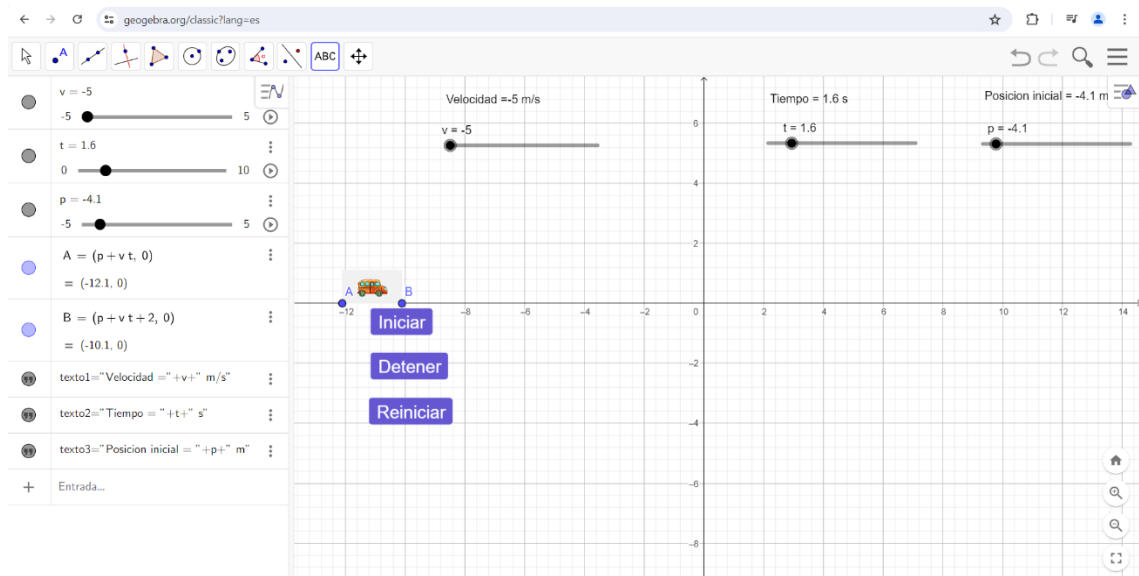 geogebra.org/classic?lang=es
A
ABC
v = -5
-5 5
t = 1.6
0 10
p = -4.1
-5 5
A = (p + v t, 0)
= (-12.1, 0)
B = (p + v t + 2, 0)
= (-10.1, 0)
texto1="Velocidad ="+v+" m/s"
texto2="Tiempo = "+t+" s"
texto3="Posicion inicial = "+p+" m"
Entrada...
Velocidad =-5 m/s
Tiempo = 1.6 s
Posicion inicial = -4.1 m
v = -5
t = 1.6
p = -4.1
6
4
2
A B
-12 -8 -6 -4 -2 0 2 4 6 8 10 12 14
Iniciar
-2
Detener
Reiniciar
-4
-6
-8